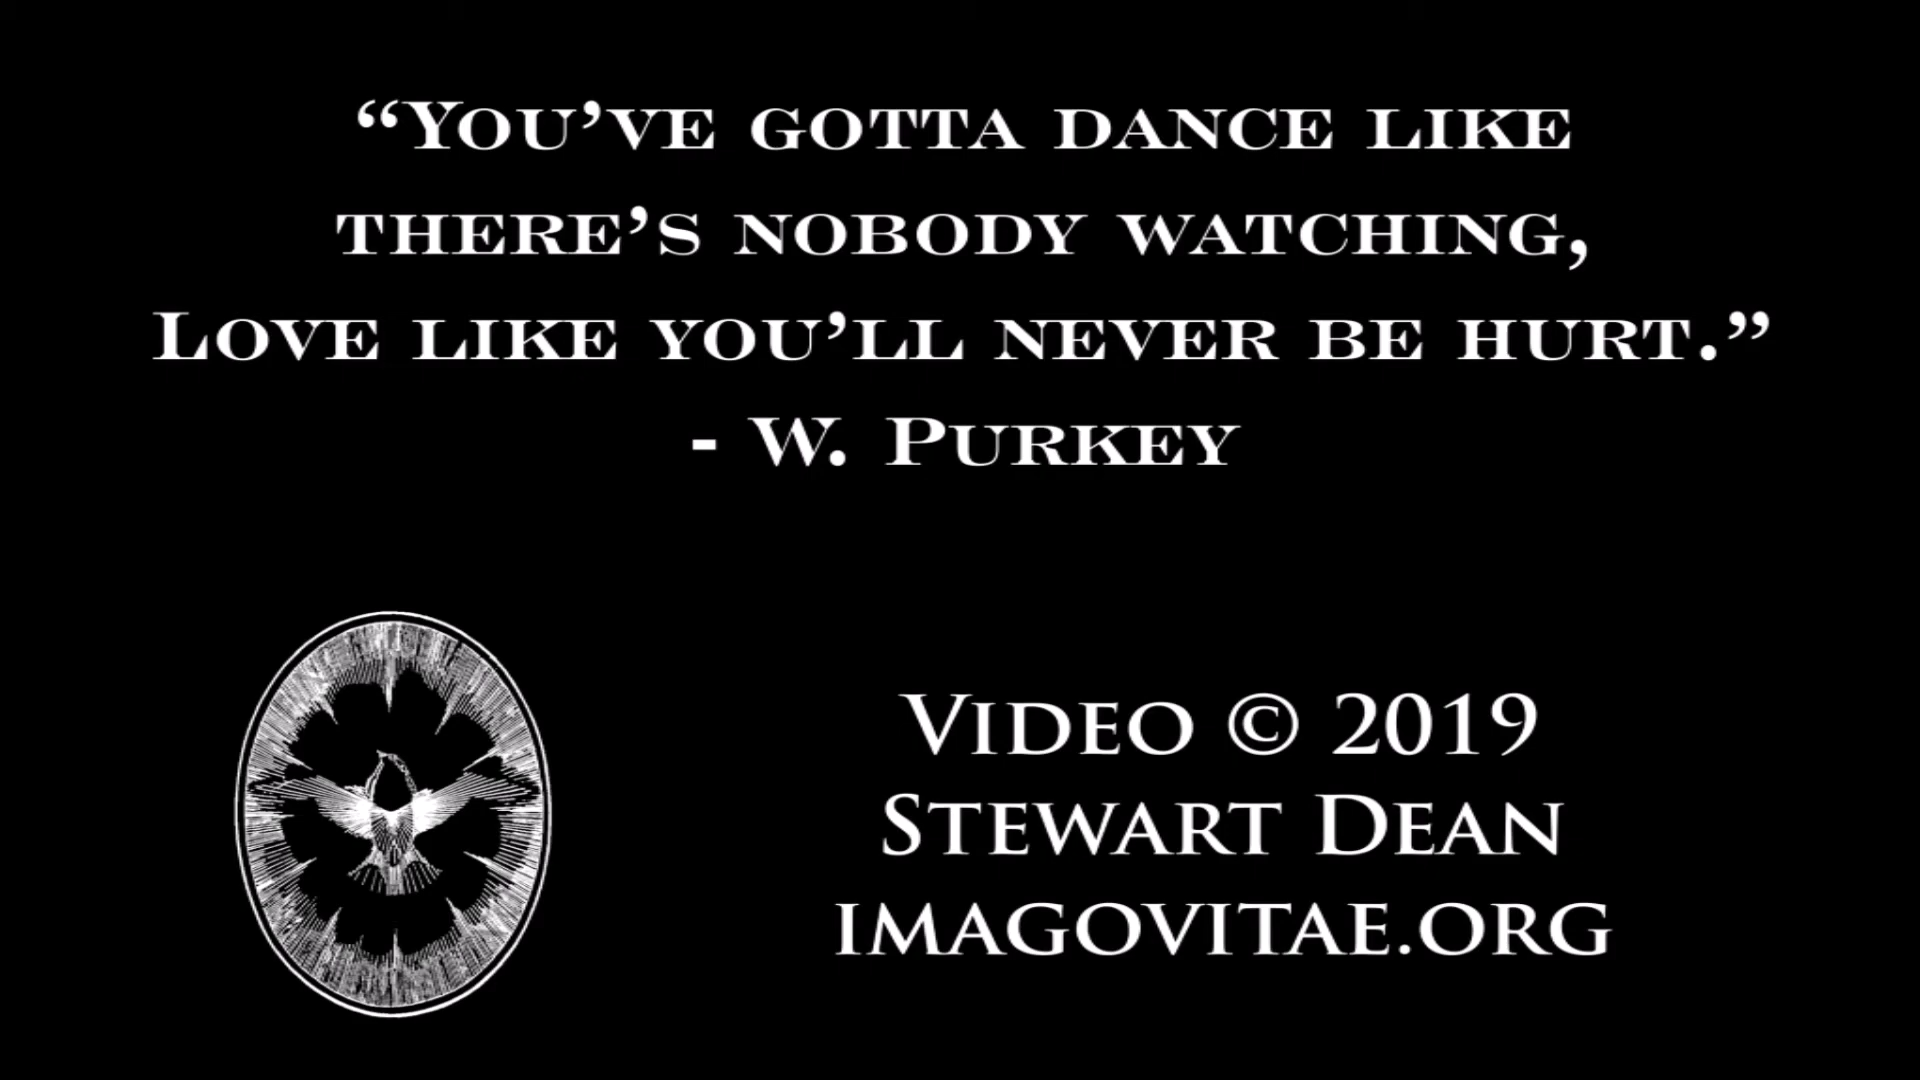 “You’ve gotta dance like
there’s nobody watching,
Love like you’ll never be hurt.”
- W. Purkey
Video © 2019
Stewart Dean
imagovitae.org